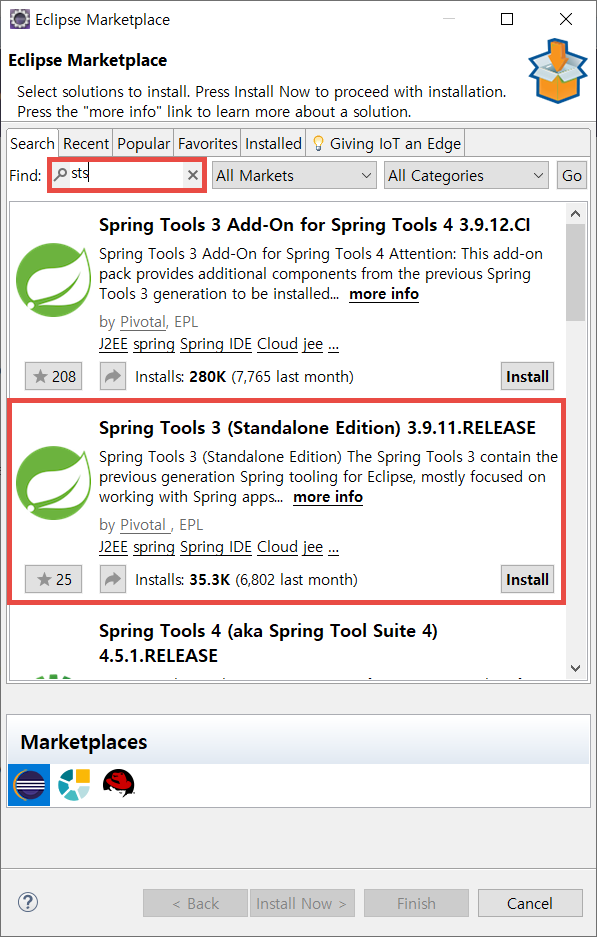 Eclipse Marketplace
Eclipse Marketplace
Select solutions to install. Press Install Now to proceed with installation.
Press the "more info" link to learn more about a solution.
Search Recent Popular Favorites Installed Giving IoT an Edge
Find: sts All Markets All Categories Go
Spring Tools 3 Add-On for Spring Tools 4 3.9.12.CI
Spring Tools 3 Add-On for Spring Tools 4 Attention: This add-on
pack provides additional components from the previous Spring
Tools 3 generation to be installed... more info
by Pivotal, EPL
J2EE spring Spring IDE Cloud jee ...
208 Installs: 280K (7,765 last month) Install
Spring Tools 3 (Standalone Edition) 3.9.11.RELEASE
Spring Tools 3 (Standalone Edition) The Spring Tools 3 contain the
previous generation Spring tooling for Eclipse, mostly focused on
working with Spring apps... more info
by Pivotal , EPL
J2EE spring Spring IDE Cloud jee ...
25 Installs: 35.3K (6,802 last month) Install
Spring Tools 4 (aka Spring Tool Suite 4)
4.5.1.RELEASE
Marketplaces
? < Back Install Now > Finish Cancel